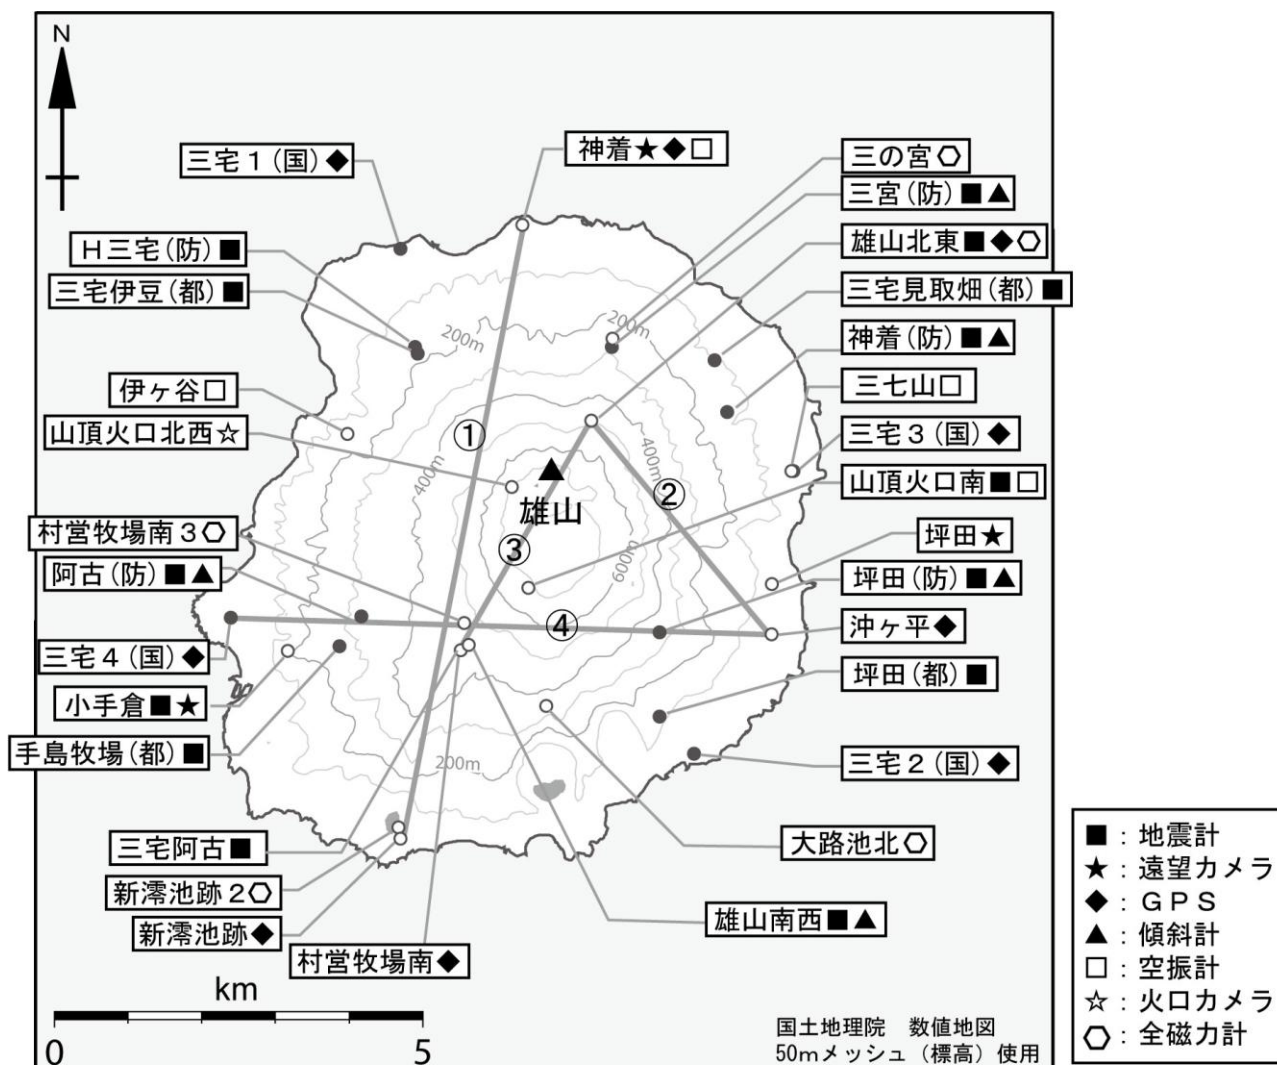 N
神着★◆□
三宅１(国)◆
三の宮⬡
三宮(防)■▲
H三宅(防)■
雄山北東■◆⬡
三宅伊豆(都)■
三宅見取畑(都)■
200m
200m
神着(防)■▲
伊ヶ谷□
三七山□
山頂火口北西☆
①
400m
400m
三宅３(国)◆
②
山頂火口南■□
雄山
村営牧場南３⬡
③
600m
坪田★
阿古(防)■▲
坪田(防)■▲
④
沖ヶ平◆
三宅４(国)◆
坪田(都)■
小手倉■★
手島牧場(都)■
200m
三宅２(国)◆
三宅阿古■
大路池北⬡
新澪池跡２⬡
雄山南西■▲
新澪池跡◆
村営牧場南◆
km
0 5
国土地理院 数値地図
50mメッシュ（標高）使用
■：地震計
★：遠望カメラ
◆：ＧＰＳ
▲：傾斜計
□：空振計
☆：火口カメラ
⬡：全磁力計